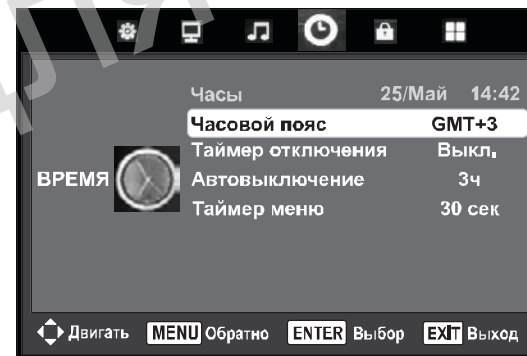 Часы 25/Май 14:42
Часовой пояс GMT+3
Таймер отключения Выкл.
ВРЕМЯ
Автовыключение 3ч
Таймер меню 30 сек
Двигать MENU Обратно ENTER Выбор EXIT Выход